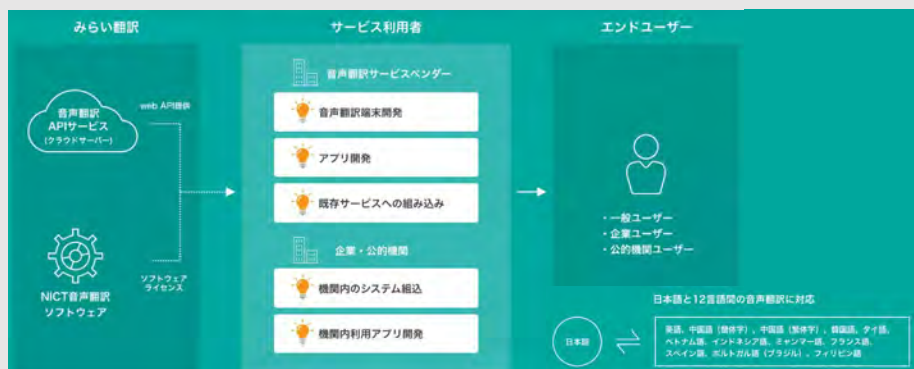 みらい翻訳
サービス利用者
エンドユーザー
音声翻訳
APIサービス
(クラウドサーバー)
web API提供
NICT音声翻訳
ソフトウェア
ソフトウェア
ライセンス
音声翻訳サービスベンダー
音声翻訳端末開発
アプリ開発
既存サービスへの組み込み
企業・公的機関
機関内のシステム組込
機関内利用アプリ開発
・一般ユーザー
・企業ユーザー
・公的機関ユーザー
日本語と12言語間の音声翻訳に対応
日本語
英語、中国語（簡体字）、中国語（繁体字）、韓国語、タイ語、
ベトナム語、インドネシア語、ミャンマー語、フランス語、
スペイン語、ポルトガル語（ブラジル）、フィリピン語